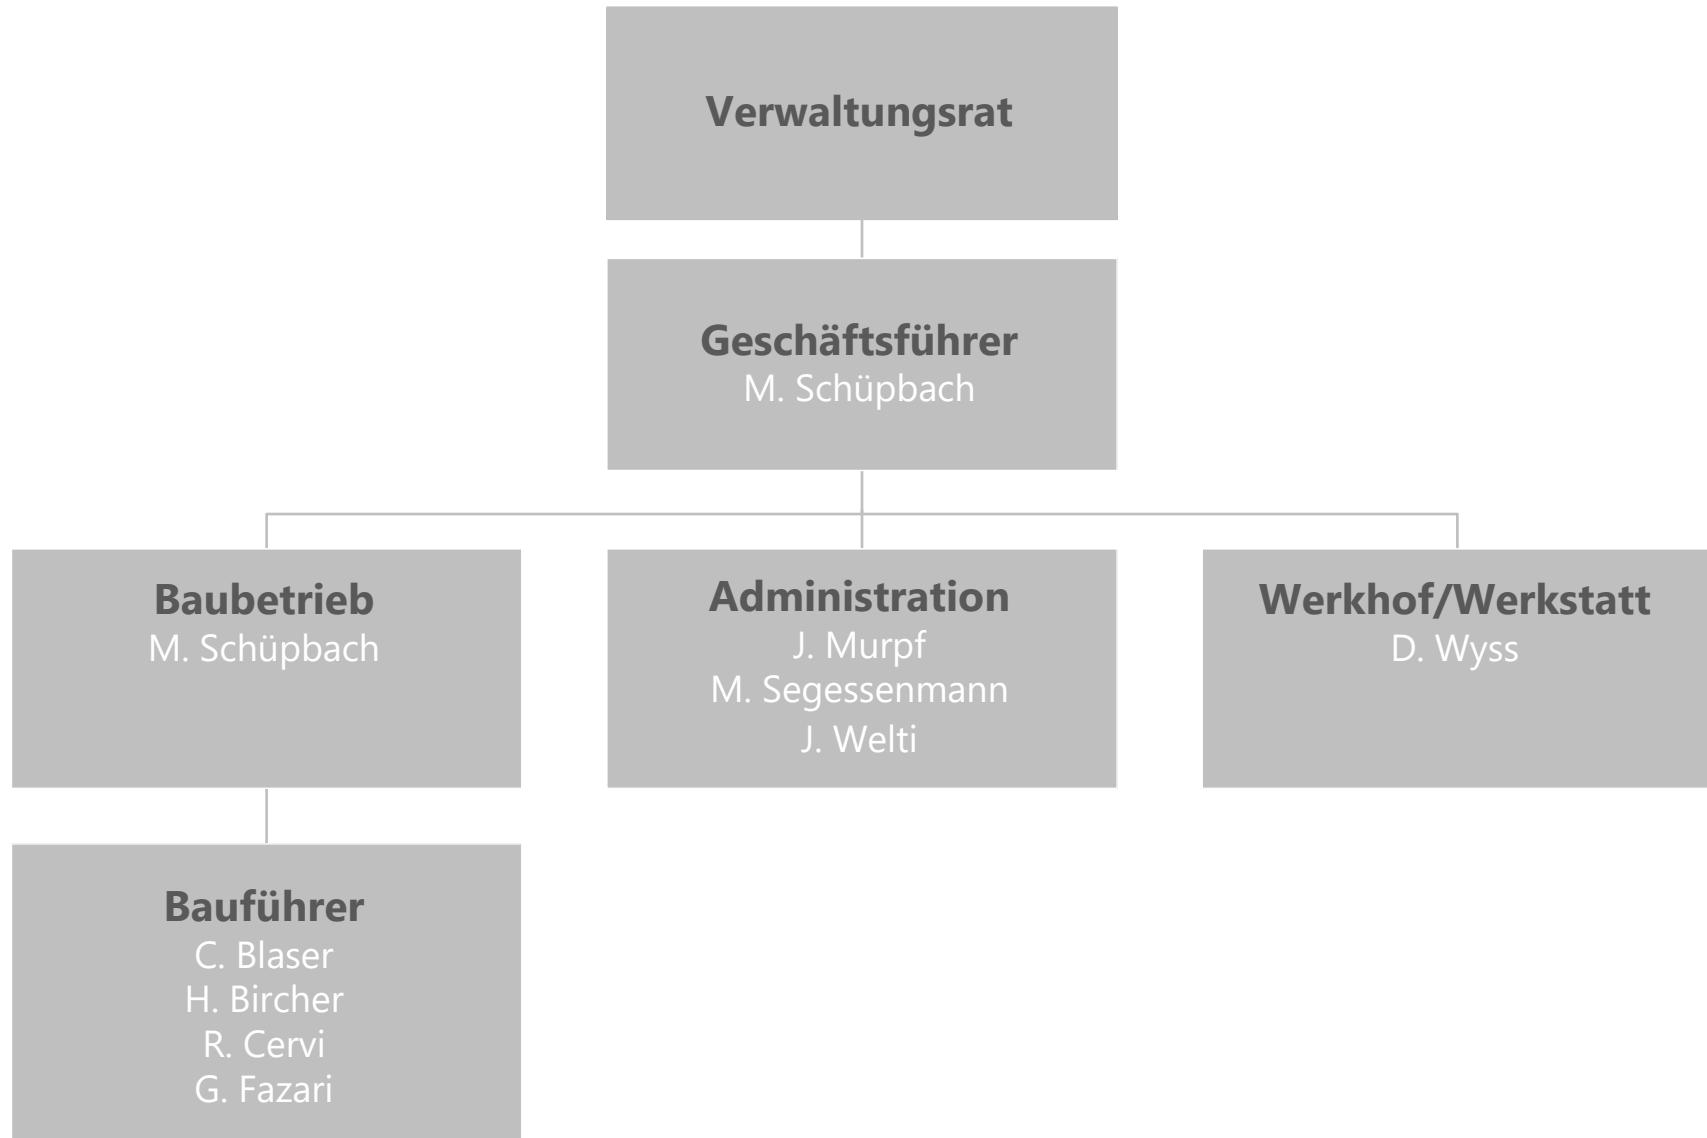 Verwaltungsrat
Geschäftsführer
M. Schüpbach
Baubetrieb
M. Schüpbach
Administration
J. Murpf
M. Segessenmann
J. Welti
Werkhof/Werkstatt
D. Wyss
Bauführer
C. Blaser
H. Bircher
R. Cervi
G. Fazari